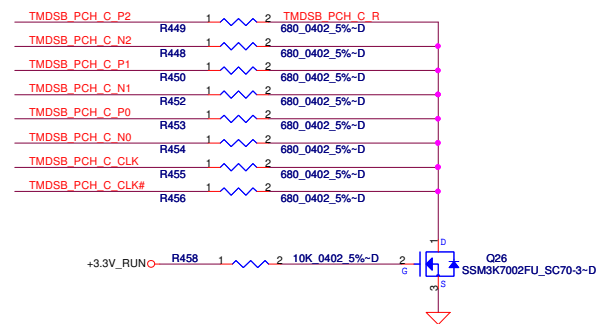 TMDSB_PCH_C_P2 1 2 TMDSB_PCH_C_R
R449 680_0402_5%~D
TMDSB_PCH_C_N2 1 2
R448 680_0402_5%~D
TMDSB_PCH_C_P1 1 2
R450 680_0402_5%~D
TMDSB_PCH_C_N1 1 2
R452 680_0402_5%~D
TMDSB_PCH_C_P0 1 2
R453 680_0402_5%~D
TMDSB_PCH_C_N0 1 2
R454 680_0402_5%~D
TMDSB_PCH_C_CLK 1 2
R455 680_0402_5%~D
TMDSB_PCH_C_CLK# 1 2
R456 680_0402_5%~D
1 D
+3.3V_RUN R458 1 2 10K_0402_5%~D 2 G Q26
SSM3K7002FU_SC70-3~D
3 S